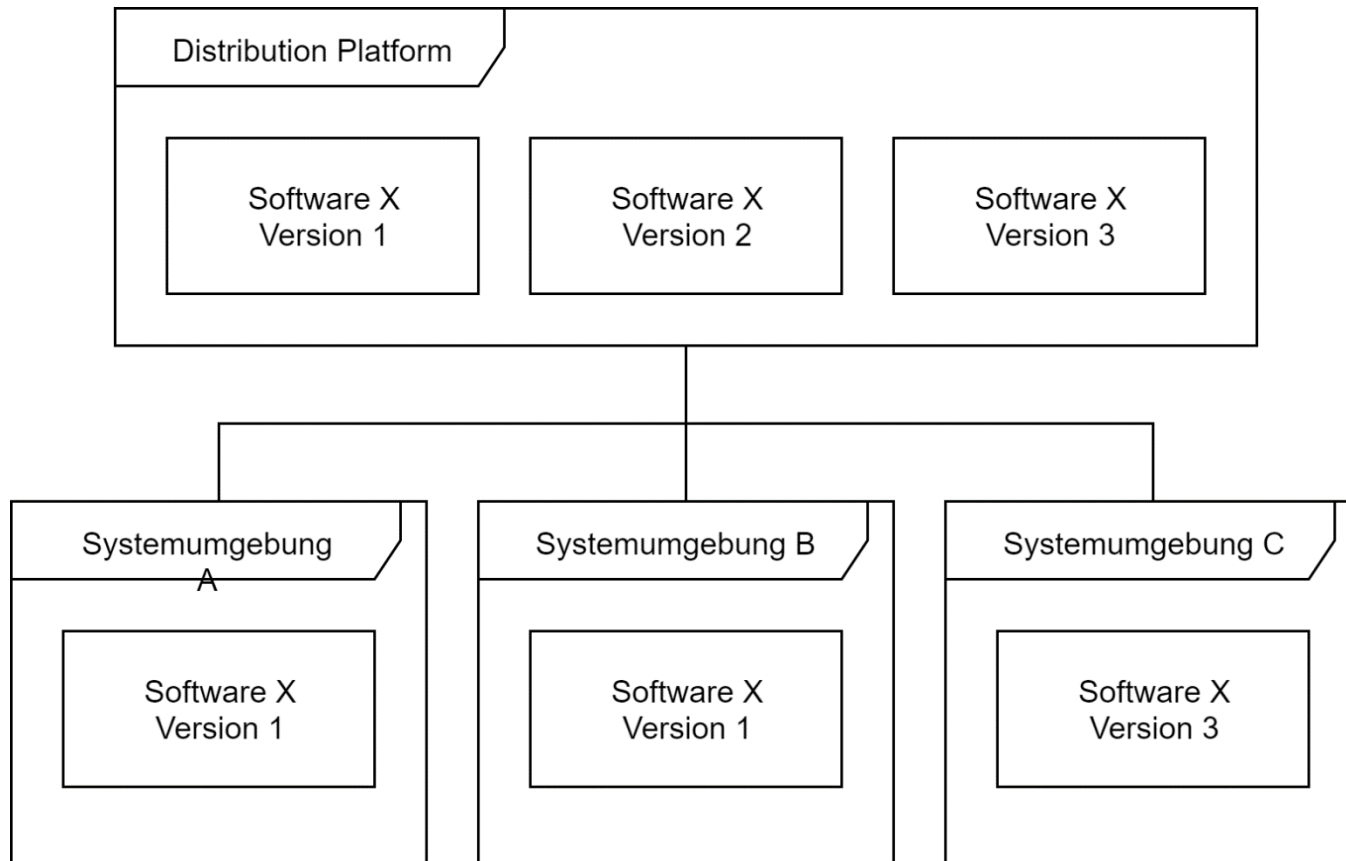 Distribution Platform
Software X
Version 1
Software X
Version 2
Software X
Version 3
Systemumgebung
A
Systemumgebung B
Systemumgebung C
Software X
Version 1
Software X
Version 1
Software X
Version 3